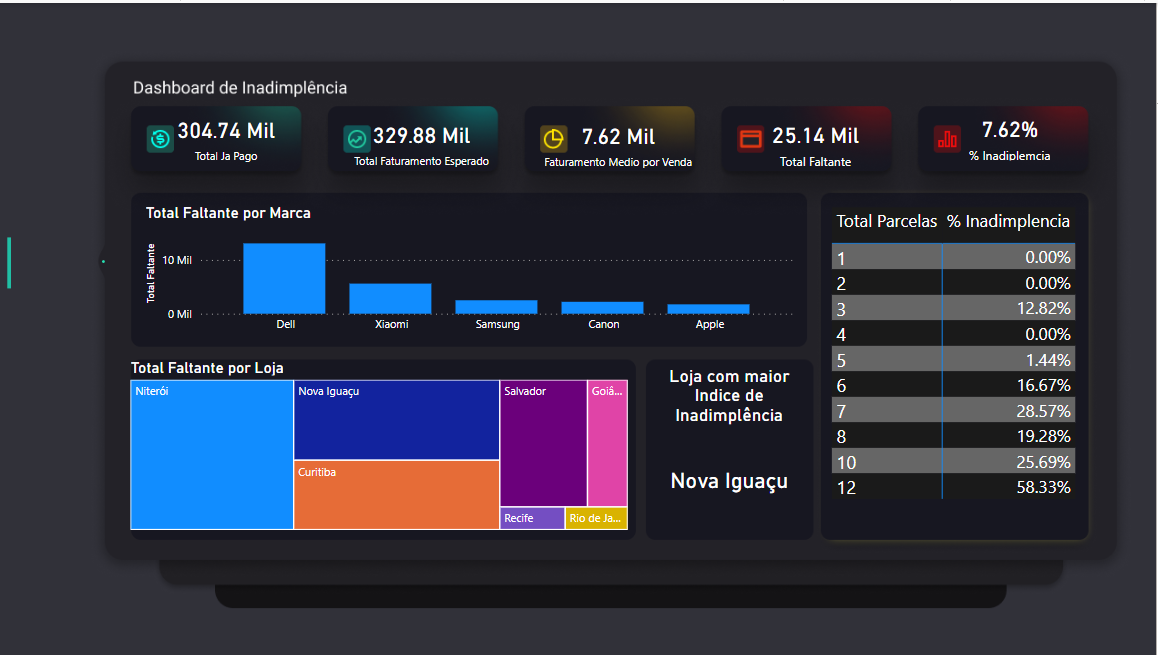 Dashboard de Inadimplência
304.74 Mil
Total Ja Pago
329.88 Mil
Total Faturamento Esperado
7.62 Mil
Faturamento Medio por Venda
25.14 Mil
Total Faltante
7.62%
% Inadiplemcia
Total Faltante por Marca
Total Faltante
10 Mil
0 Mil
Dell
Xiaomi
Samsung
Canon
Apple
Total Faltante por Loja
Niterói
Nova Iguaçu
Curitiba
Salvador
Goiâ...
Recife
Rio de Ja...
Loja com maior
Indice de
Inadimplência
Nova Iguaçu
Total Parcelas % Inadimplencia
1 0.00%
2 0.00%
3 12.82%
4 0.00%
5 1.44%
6 16.67%
7 28.57%
8 19.28%
10 25.69%
12 58.33%